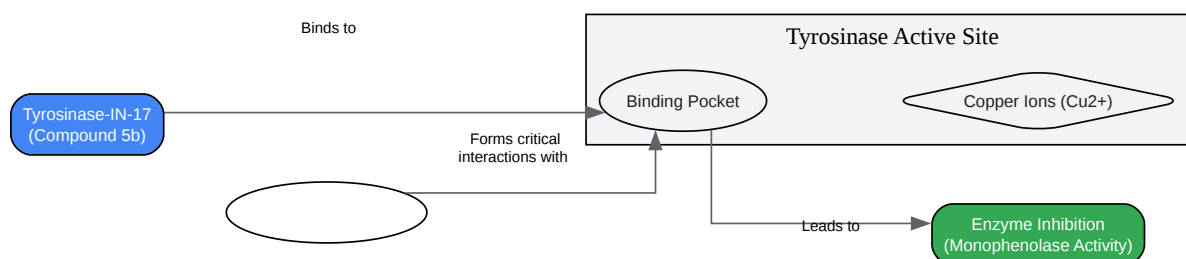 Binds to
Tyrosinase Active Site
Tyrosinase-IN-17
(Compound 5b)
Binding Pocket
Copper Ions (Cu2+)
Forms critical
interactions with
Leads to
Enzyme Inhibition
(Monophenolase Activity)